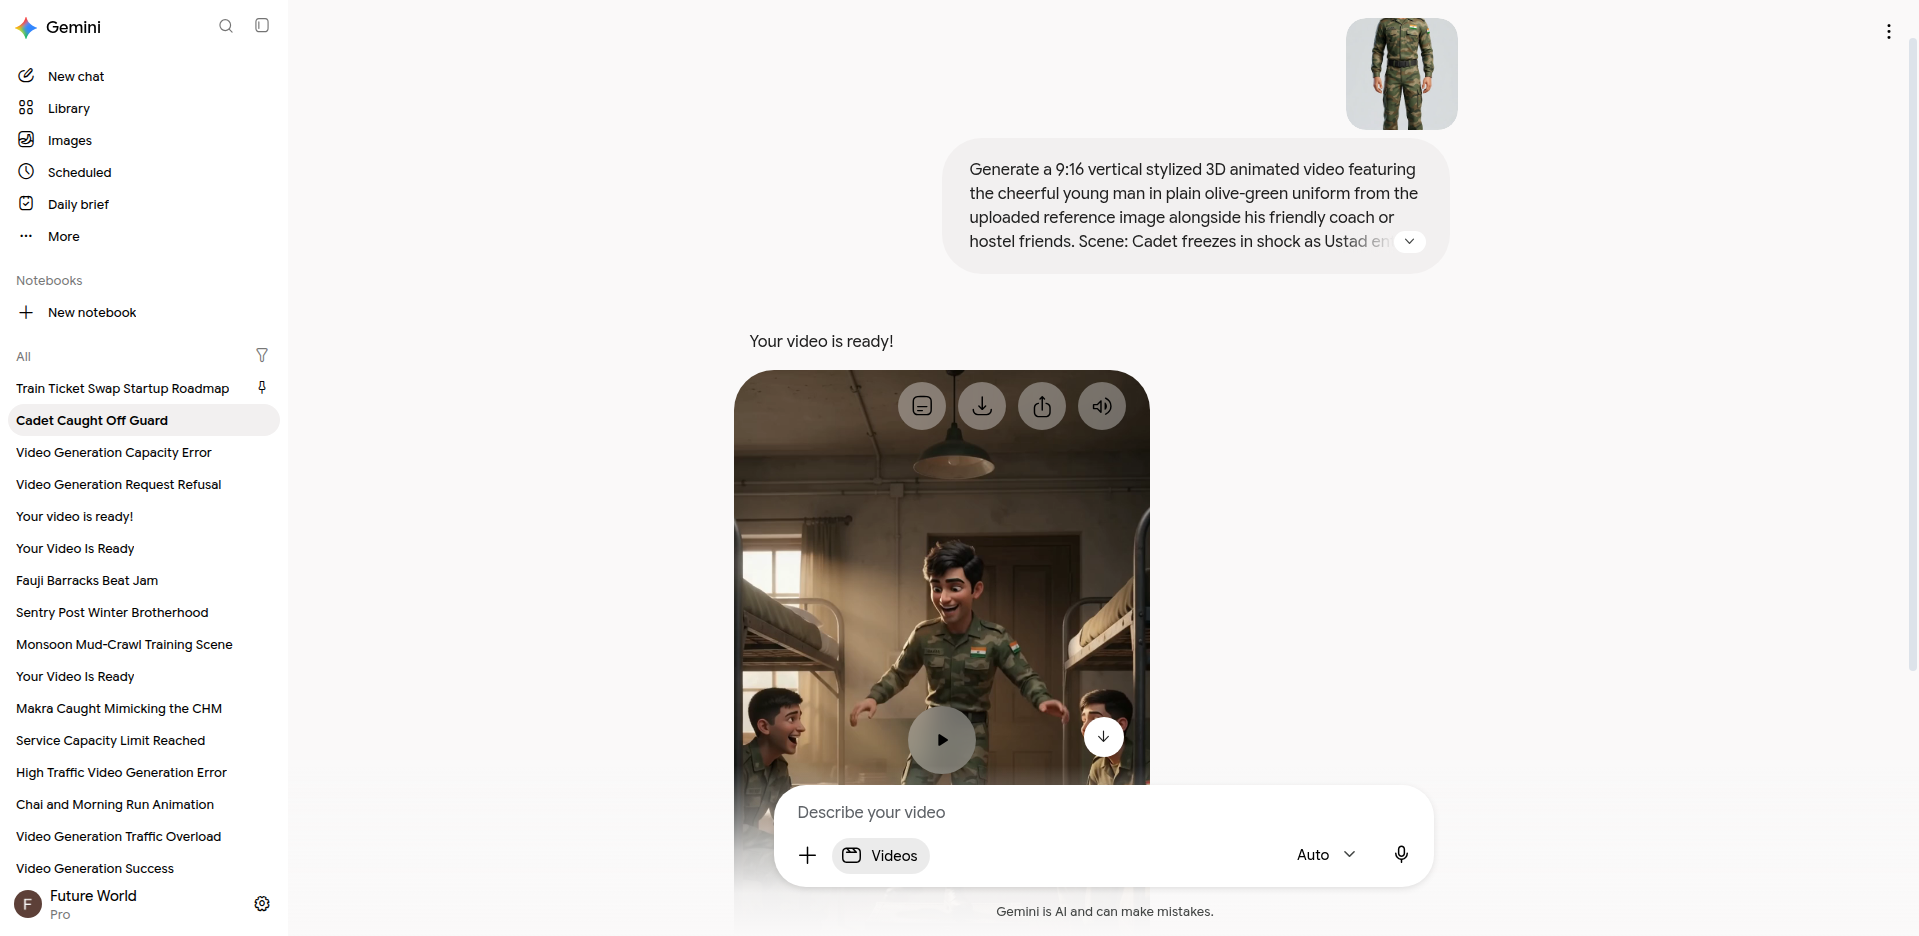 Gemini
New chat
Library
Images
Scheduled
Daily brief
More
Notebooks
New notebook
All
Train Ticket Swap Startup Roadmap
Cadet Caught Off Guard
Video Generation Capacity Error
Video Generation Request Refusal
Your video is ready!
Your Video Is Ready
Fauji Barracks Beat Jam
Sentry Post Winter Brotherhood
Monsoon Mud-Crawl Training Scene
Your Video Is Ready
Makra Caught Mimicking the CHM
Service Capacity Limit Reached
High Traffic Video Generation Error
Chai and Morning Run Animation
Video Generation Traffic Overload
Video Generation Success
F
Future World
Pro
Generate a 9:16 vertical stylized 3D animated video featuring
the cheerful young man in plain olive-green uniform from the
uploaded reference image alongside his friendly coach or
hostel friends. Scene: Cadet freezes in shock as Ustad en
Your video is ready!
Describe your video
Videos
Auto
Gemini is AI and can make mistakes.